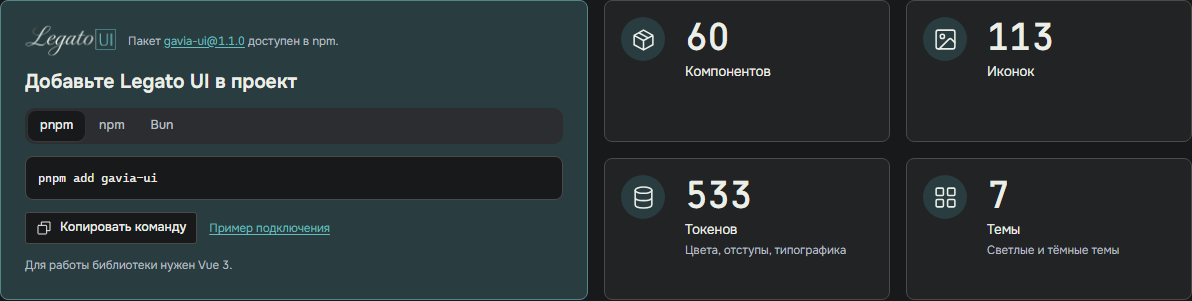 Legato UI
Пакет gavia-ui@1.1.0 доступен в npm.
Добавьте Legato UI в проект
pnpm npm Bun
pnpm add gavia-ui
Копировать команду Пример подключения
Для работы библиотеки нужен Vue 3.
60
Компонентов
113
Иконок
533
Токенов
Цвета, отступы, типографика
7
Темы
Светлые и тёмные темы